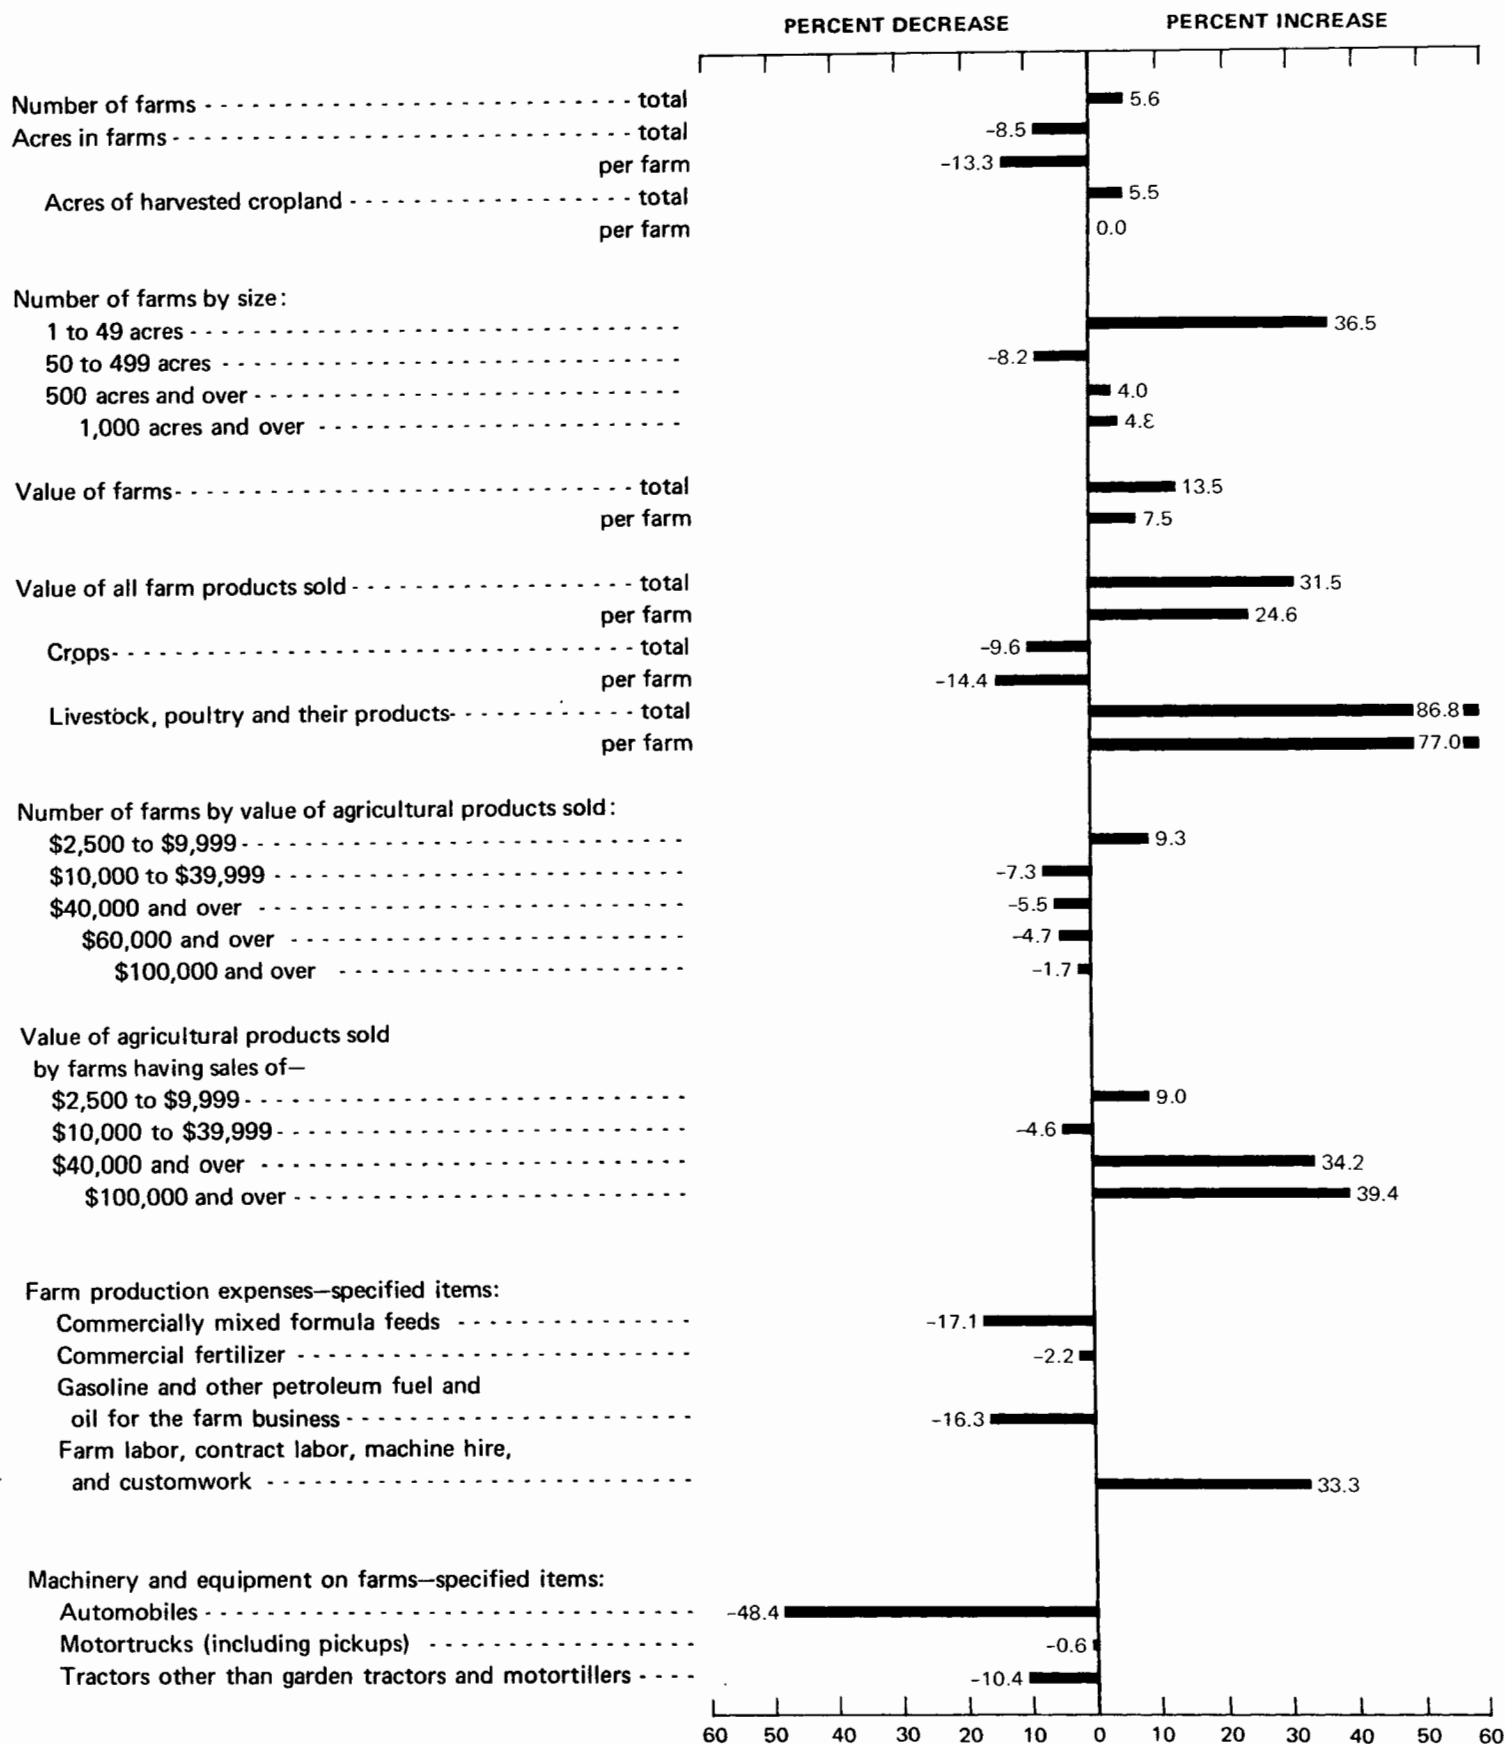 PERCENT DECREASE PERCENT INCREASE
Number of farms - - - total 5.6
Acres in farms - - - total -8.5
per farm -13.3
Acres of harvested cropland - - - total 5.5
per farm 0.0
Number of farms by size:
1 to 49 acres - - - 36.5
50 to 499 acres - - - -8.2
500 acres and over - - - 4.0
1,000 acres and over - - - 4.8
Value of farms - - - total 13.5
per farm 7.5
Value of all farm products sold - - - total 31.5
per farm 24.6
Crops - - - total -9.6
per farm -14.4
Livestock, poultry and their products - - - total 86.8
per farm 77.0
Number of farms by value of agricultural products sold:
$2,500 to $9,999 - - - 9.3
$10,000 to $39,999 - - - -7.3
$40,000 and over - - - -5.5
$60,000 and over - - - -4.7
$100,000 and over - - - -1.7
Value of agricultural products sold
by farms having sales of—
$2,500 to $9,999 - - - 9.0
$10,000 to $39,999 - - - -4.6
$40,000 and over - - - 34.2
$100,000 and over - - - 39.4
Farm production expenses—specified items:
Commercially mixed formula feeds - - - -17.1
Commercial fertilizer - - - -2.2
Gasoline and other petroleum fuel and
oil for the farm business - - - -16.3
Farm labor, contract labor, machine hire,
and customwork - - - 33.3
Machinery and equipment on farms—specified items:
Automobiles - - - -48.4
Motortrucks (including pickups) - - - -0.6
Tractors other than garden tractors and motortillers - - - -10.4
60 50 40 30 20 10 0 10 20 30 40 50 60